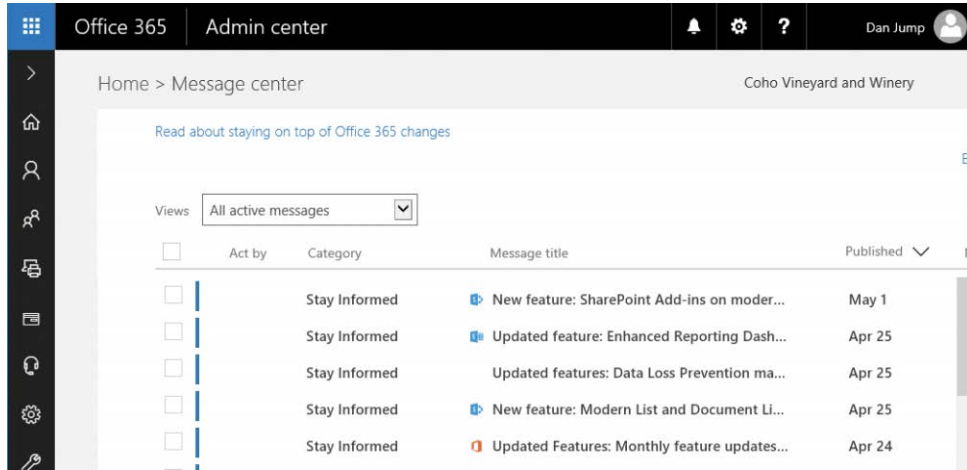 Office 365 Admin center ? Dan Jump
Home > Message center Coho Vineyard and Winery
Read about staying on top of Office 365 changes
Views All active messages
Act by Category Message title Published
Stay Informed New feature: SharePoint Add-ins on moder... May 1
Stay Informed Updated feature: Enhanced Reporting Dash... Apr 25
Stay Informed Updated features: Data Loss Prevention ma... Apr 25
Stay Informed New feature: Modern List and Document Li... Apr 25
Stay Informed Updated Features: Monthly feature updates... Apr 24